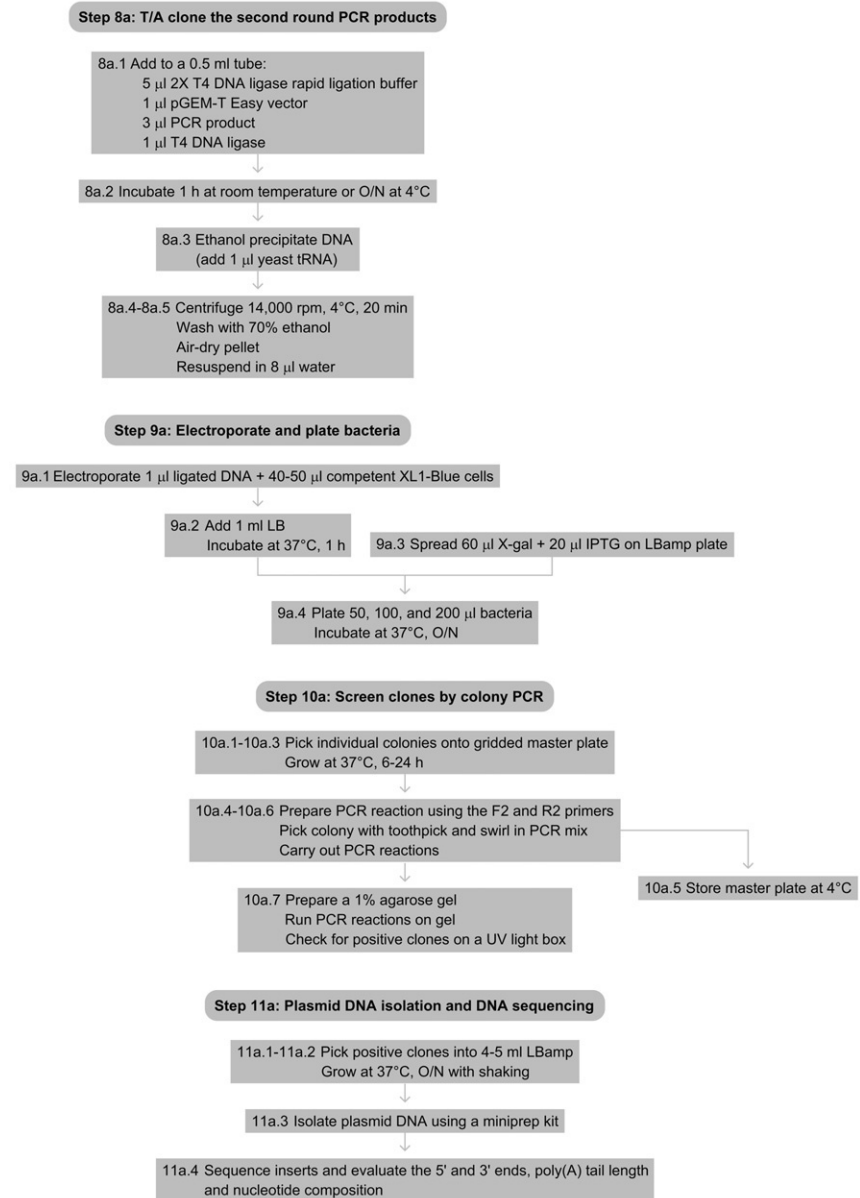 Step 8a: T/A clone the second round PCR products
8a.1 Add to a 0.5 ml tube:
5 µl 2X T4 DNA ligase rapid ligation buffer
1 µl pGEM-T Easy vector
3 µl PCR product
1 µl T4 DNA ligase
8a.2 Incubate 1 h at room temperature or O/N at 4°C
8a.3 Ethanol precipitate DNA
(add 1 µl yeast tRNA)
8a.4-8a.5 Centrifuge 14,000 rpm, 4°C, 20 min
Wash with 70% ethanol
Air-dry pellet
Resuspend in 8 µl water
Step 9a: Electroporate and plate bacteria
9a.1 Electroporate 1 µl ligated DNA + 40-50 µl competent XL1-Blue cells
9a.2 Add 1 ml LB
Incubate at 37°C, 1 h
9a.3 Spread 60 µl X-gal + 20 µl IPTG on LBamp plate
9a.4 Plate 50, 100, and 200 µl bacteria
Incubate at 37°C, O/N
Step 10a: Screen clones by colony PCR
10a.1-10a.3 Pick individual colonies onto gridded master plate
Grow at 37°C, 6-24 h
10a.4-10a.6 Prepare PCR reaction using the F2 and R2 primers
Pick colony with toothpick and swirl in PCR mix
Carry out PCR reactions
10a.5 Store master plate at 4°C
10a.7 Prepare a 1% agarose gel
Run PCR reactions on gel
Check for positive clones on a UV light box
Step 11a: Plasmid DNA isolation and DNA sequencing
11a.1-11a.2 Pick positive clones into 4-5 ml LBamp
Grow at 37°C, O/N with shaking
11a.3 Isolate plasmid DNA using a miniprep kit
11a.4 Sequence inserts and evaluate the 5' and 3' ends, poly(A) tail length
and nucleotide composition